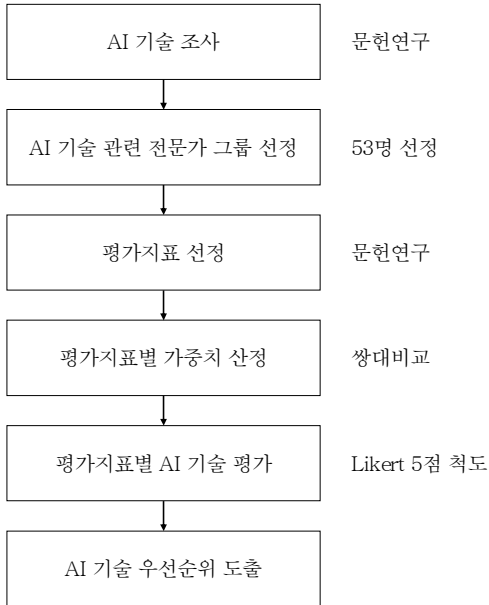 AI 기술 조사 문헌연구
AI 기술 관련 전문가 그룹 선정 53명 선정
평가지표 선정 문헌연구
평가지표별 가중치 산정 쌍대비교
평가지표별 AI 기술 평가 Likert 5점 척도
AI 기술 우선순위 도출